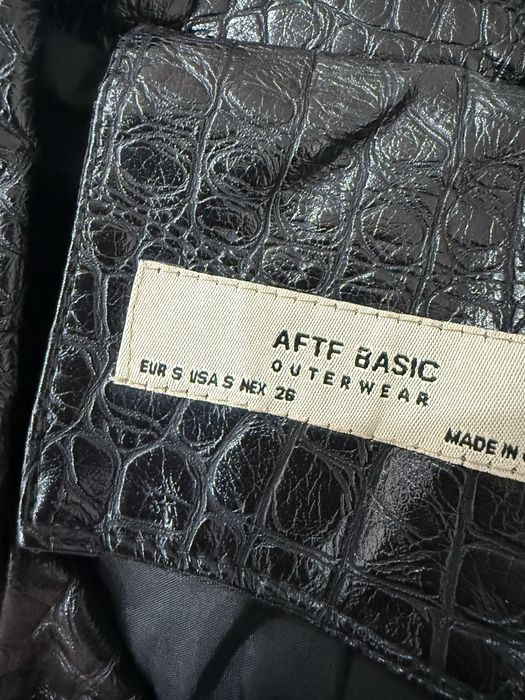 AFTF BASIC
OUTERWEAR
EUR S USA S MEX 26
MADE IN